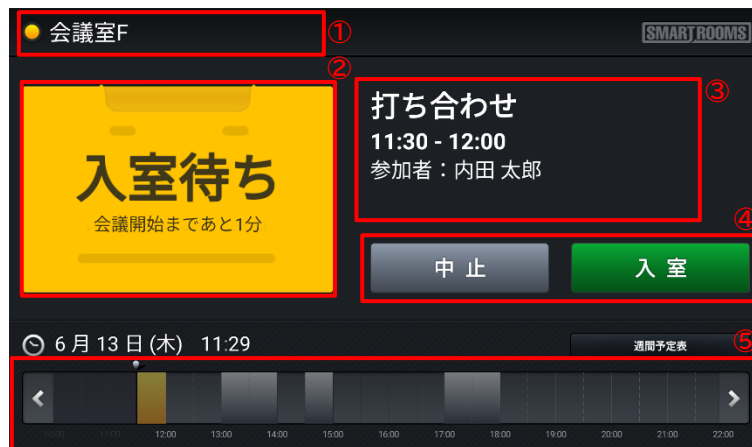 会議室F
①
SMART ROOMS
②
入室待ち
会議開始まであと1分
打ち合わせ
11:30 - 12:00
参加者：内田 太郎
③
④
中 止
入 室
6 月 13 日 (木) 11:29
週間予定表
⑤
10:00 11:00 12:00 13:00 14:00 15:00 16:00 17:00 18:00 19:00 20:00 21:00 22:00